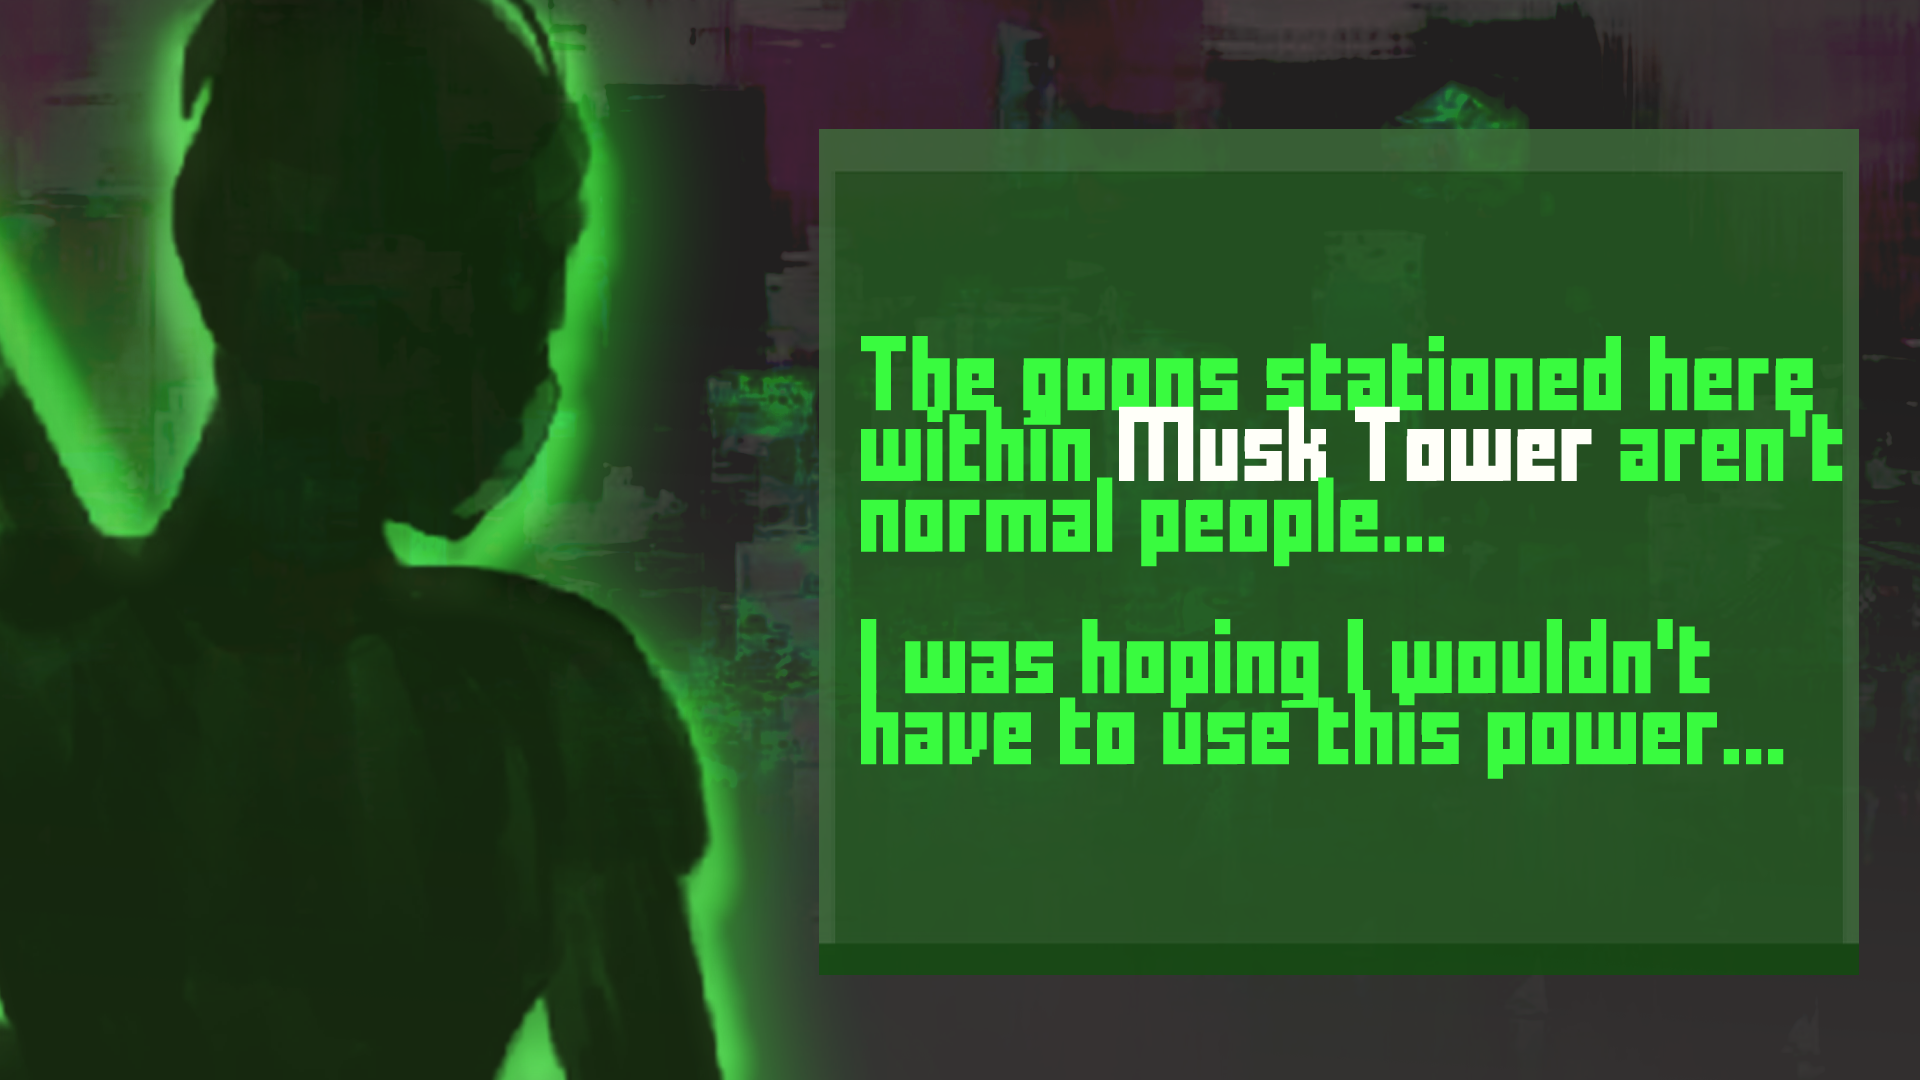 The goons stationed here
within Musk Tower aren't
normal people...
I was hoping I wouldn't
have to use this power...